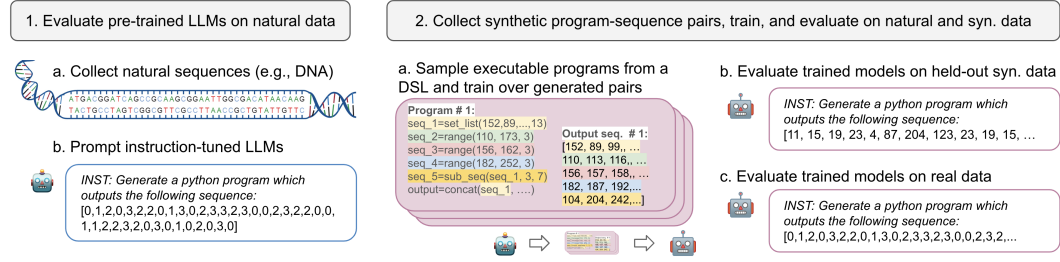 1. Evaluate pre-trained LLMs on natural data
2. Collect synthetic program-sequence pairs, train, and evaluate on natural and syn. data
a. Collect natural sequences (e.g., DNA)
ATGACGGATCAGCCGCAAGCGGAATTGGCGACATAACAAG
TACTGCCTAGTCGGCGTTCGCCTTAACCGCTGTATTGTTC
b. Prompt instruction-tuned LLMs
INST: Generate a python program which
outputs the following sequence:
[0,1,2,0,3,2,2,0,1,3,0,2,3,3,2,3,0,0,2,3,2,2,0,0,
1,1,2,2,3,2,0,3,0,1,0,2,0,3,0]
a. Sample executable programs from a
DSL and train over generated pairs
Program # 1:
seq_1=set_list(152,89,...,13)
seq_2=range(110, 173, 3)
seq_3=range(156, 162, 3)
seq_4=range(182, 252, 3)
seq_5=sub_seq(seq_1, 3, 7)
output=concat(seq_1, ....)
Output seq. # 1:
[152, 89, 99,, ...
110, 113, 116,, ...
156, 157, 158,, ...
182, 187, 192,...
104, 204, 242,...]
b. Evaluate trained models on held-out syn. data
INST: Generate a python program which
outputs the following sequence:
[11, 15, 19, 23, 4, 87, 204, 123, 23, 19, 15, ...
c. Evaluate trained models on real data
INST: Generate a python program which
outputs the following sequence:
[0,1,2,0,3,2,2,0,1,3,0,2,3,3,2,3,0,0,2,3,2,...